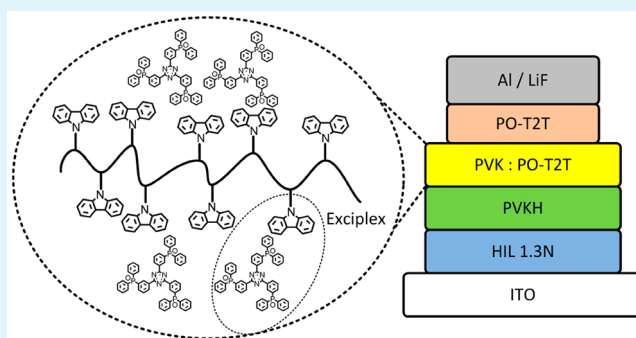 Exciplex
Al / LiF
PO-T2T
PVK : PO-T2T
PVKH
HIL 1.3N
ITO